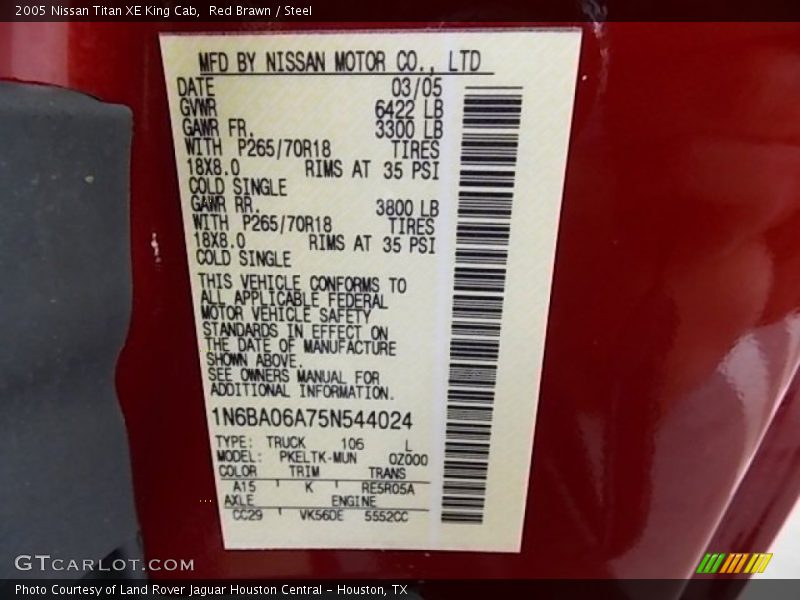 2005 Nissan Titan XE King Cab, Red Brawn / Steel
MFD BY NISSAN MOTOR CO., LTD
DATE 03/05
GVWR 6422 LB
GAWR FR. 3300 LB
WITH P265/70R18 TIRES
18X8.0 RIMS AT 35 PSI
COLD SINGLE
GAWR RR. 3800 LB
WITH P265/70R18 TIRES
18X8.0 RIMS AT 35 PSI
COLD SINGLE
THIS VEHICLE CONFORMS TO
ALL APPLICABLE FEDERAL
MOTOR VEHICLE SAFETY
STANDARDS IN EFFECT ON
THE DATE OF MANUFACTURE
SHOWN ABOVE.
SEE OWNERS MANUAL FOR
ADDITIONAL INFORMATION.
1N6BA06A75N544024
TYPE: TRUCK 106 L
MODEL: PKELTK-MUN 0Z000
COLOR TRIM TRANS
A15 K RE5R05A
AXLE ENGINE
CC29 VK56DE 5552CC
GTCARLOT.COM
Photo Courtesy of Land Rover Jaguar Houston Central - Houston, TX